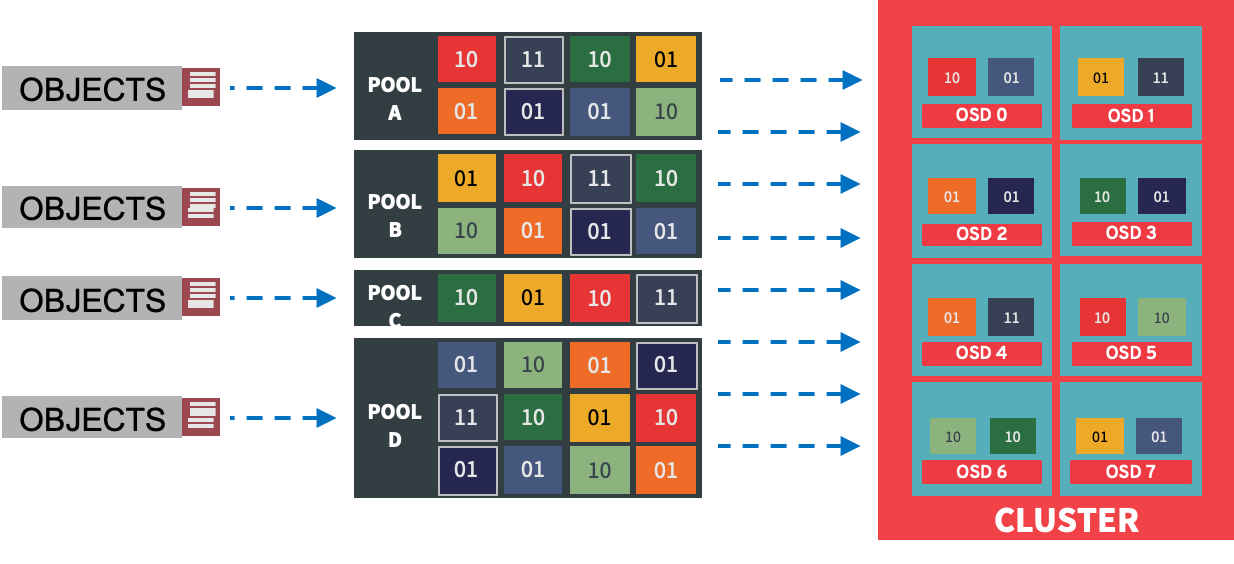 OBJECTS
POOL
A
10 11 10 01
01 01 01 10
OBJECTS
POOL
B
01 10 11 10
10 01 01 01
OBJECTS
POOL
C
10 01 10 11
OBJECTS
POOL
D
01 10 01 01
11 10 01 10
01 01 10 01
10 01
OSD 0
01 11
OSD 1
01 01
OSD 2
10 01
OSD 3
01 11
OSD 4
10 10
OSD 5
10 10
OSD 6
01 01
OSD 7
CLUSTER